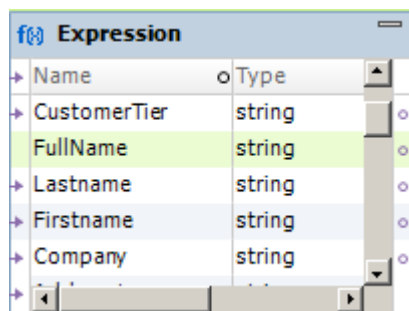 f(x) Expression
Name Type
CustomerTier string
FullName string
Lastname string
Firstname string
Company string